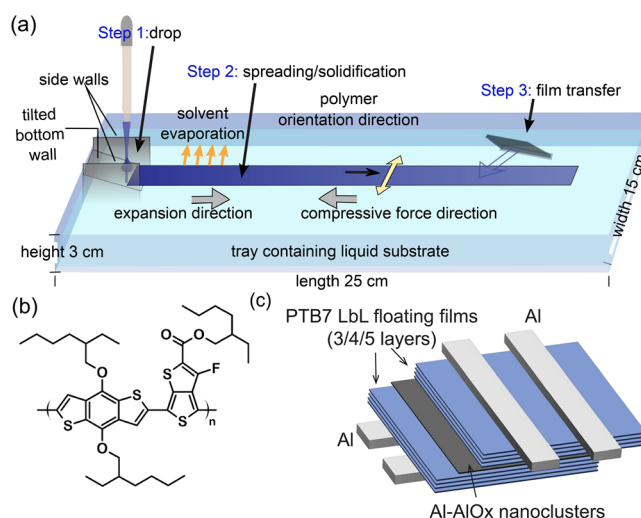 (a)
Step 1:drop
side walls
Step 2: spreading/solidification
Step 3: film transfer
solvent
evaporation
polymer
orientation direction
tilted
bottom
wall
expansion direction
compressive force direction
width 15 cm
height 3 cm
tray containing liquid substrate
length 25 cm
(b)
O
O
O
F
S
S
S
S
O
n
(c)
PTB7 LbL floating films
(3/4/5 layers)
Al
Al
Al-AlOx nanoclusters